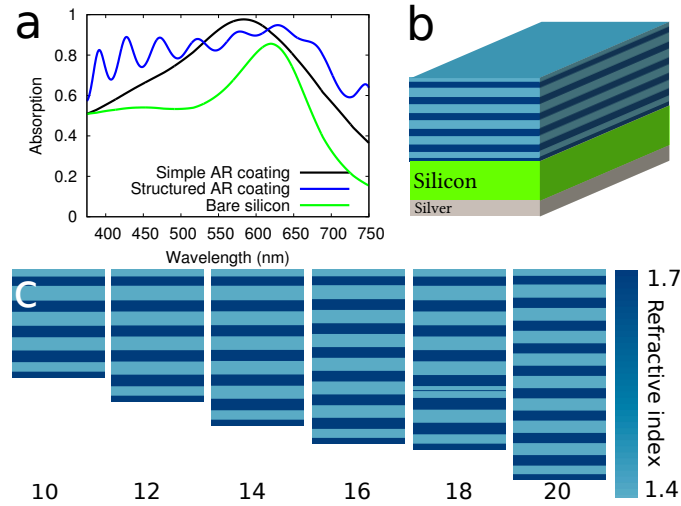 a
1
0.8
0.6
0.4
0.2
0
Absorption
Simple AR coating
Structured AR coating
Bare silicon
400 450 500 550 600 650 700 750
Wavelength (nm)
b
Silicon
Silver
c
10 12 14 16 18 20
1.7
Refractive index
1.4